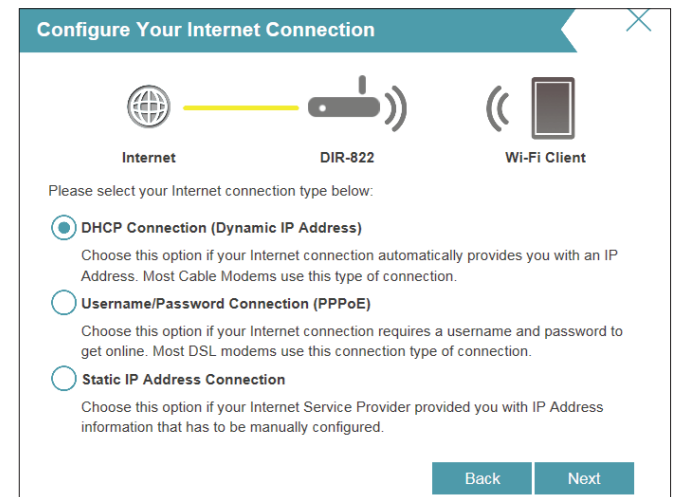 Configure Your Internet Connection
Internet
DIR-822
Wi-Fi Client
Please select your Internet connection type below:
DHCP Connection (Dynamic IP Address)
Choose this option if your Internet connection automatically provides you with an IP
Address. Most Cable Modems use this type of connection.
Username/Password Connection (PPPoE)
Choose this option if your Internet connection requires a username and password to
get online. Most DSL modems use this connection type of connection.
Static IP Address Connection
Choose this option if your Internet Service Provider provided you with IP Address
information that has to be manually configured.
Back
Next